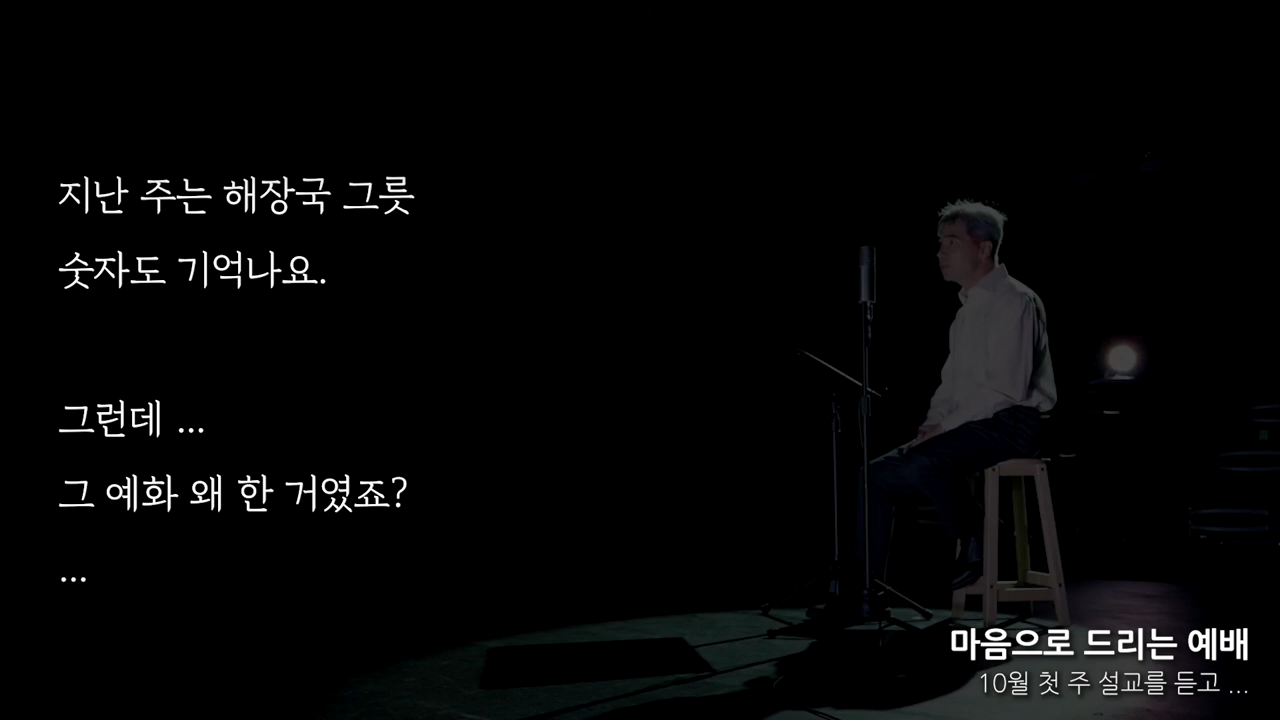 지난 주는 해장국 그릇
숫자도 기억나요.
그런데 ...
그 예화 왜 한 거였죠?
...
마음으로 드리는 예배
10월 첫 주 설교를 듣고 ...